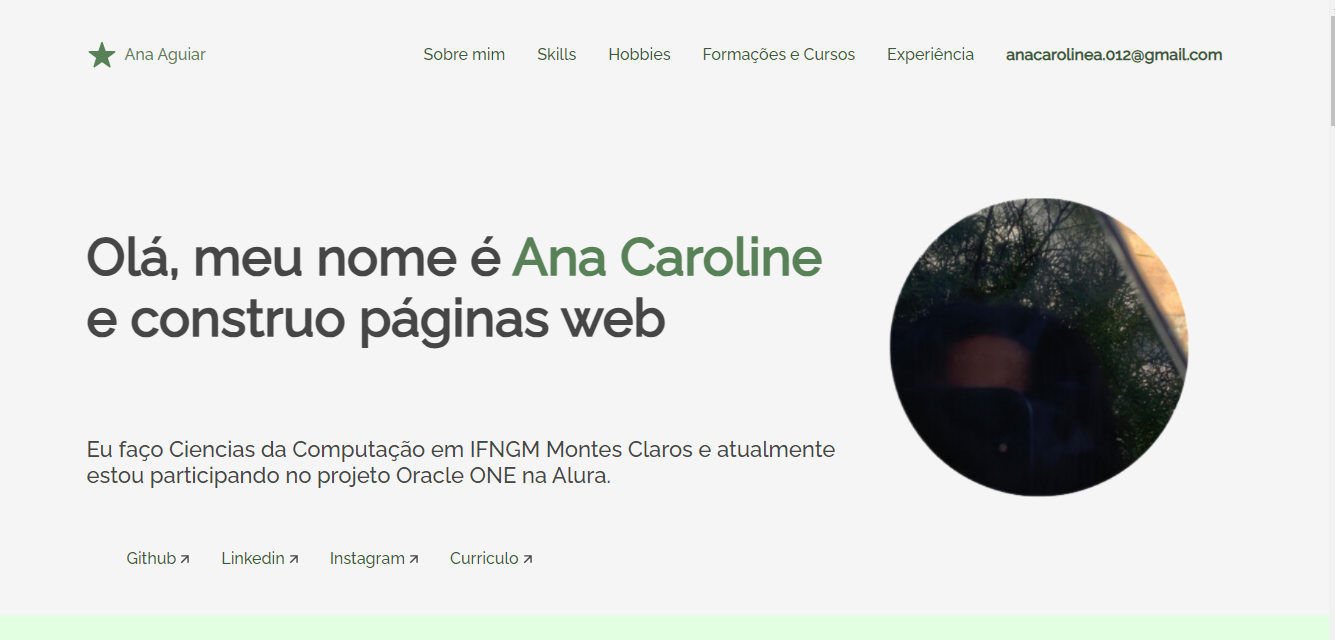 Ana Aguiar
Sobre mim Skills Hobbies Formações e Cursos Experiência anacarolinea.012@gmail.com
Olá, meu nome é Ana Caroline
e construo páginas web
Eu faço Ciencias da Computação em IFNGM Montes Claros e atualmente
estou participando no projeto Oracle ONE na Alura.
Github Linkedin Instagram Curriculo